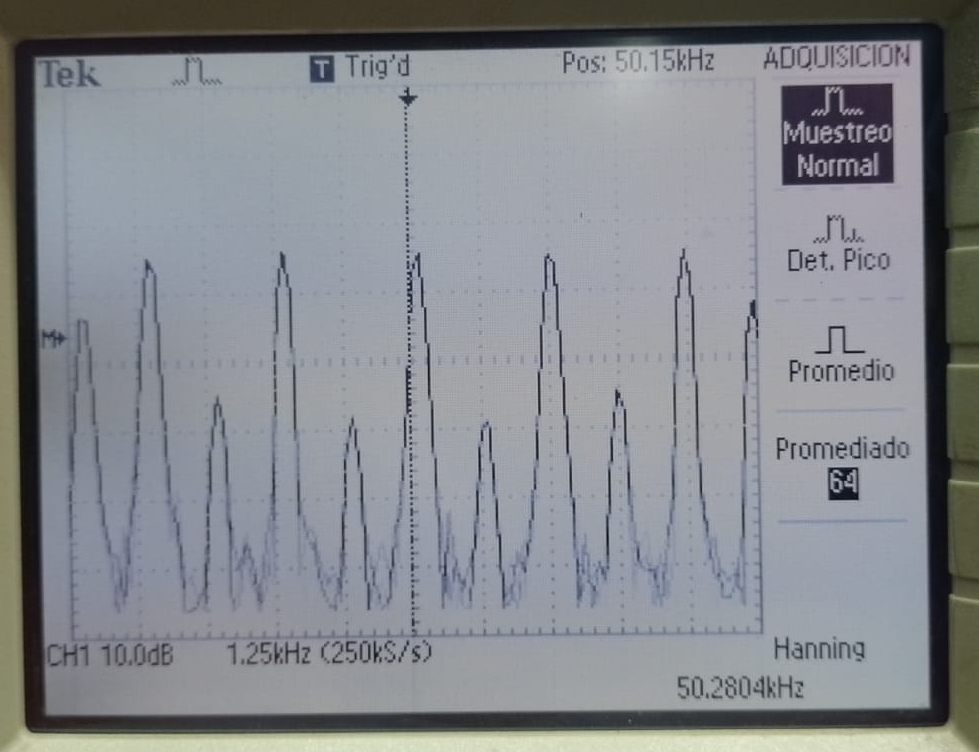 Tek
T Trig'd
Pos: 50.15kHz
ADQUISICION
Muestreo
Normal
Det. Pico
M
Promedio
Promediado
64
CH1 10.0dB
1.25kHz (250kS/s)
Hanning
50.2804kHz